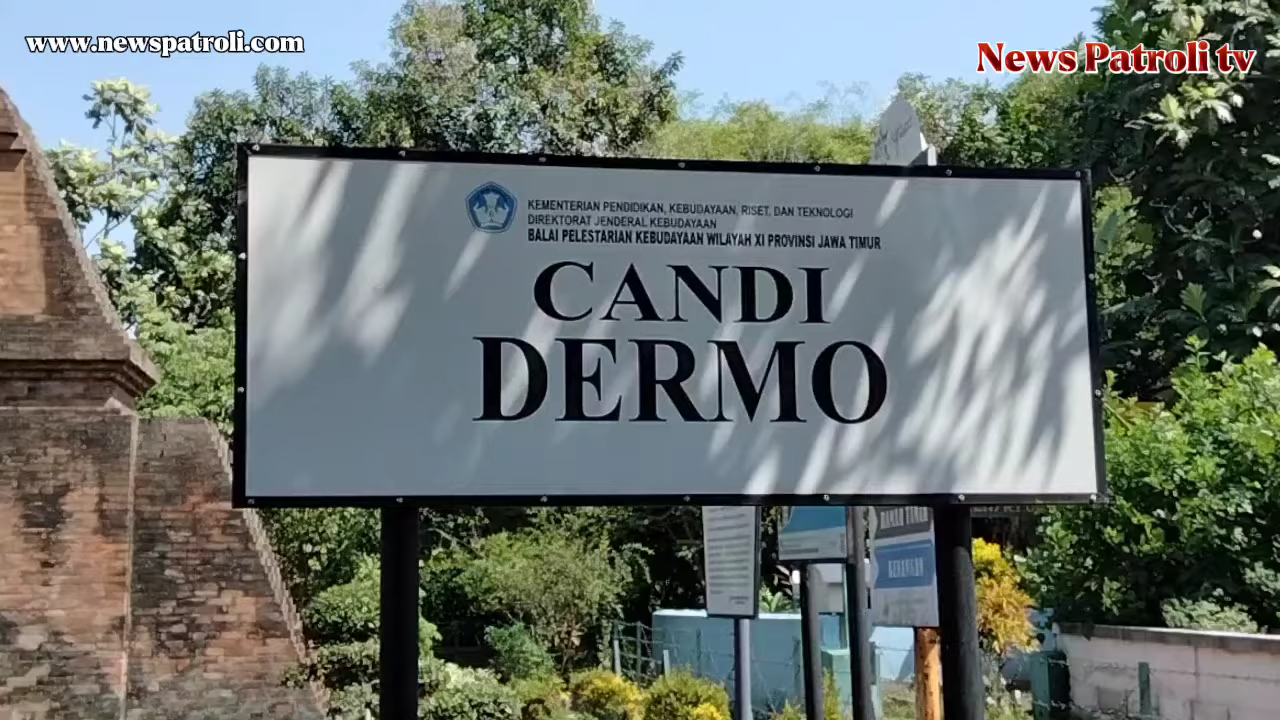 www.newspatroli.com
News Patroli tv
KEMENTERIAN PENDIDIKAN, KEBUDAYAAN, RISET, DAN TEKNOLOGI
DIREKTORAT JENDERAL KEBUDAYAAN
BALAI PELESTARIAN KEBUDAYAAN WILAYAH XI PROVINSI JAWA TIMUR
CANDI
DERMO